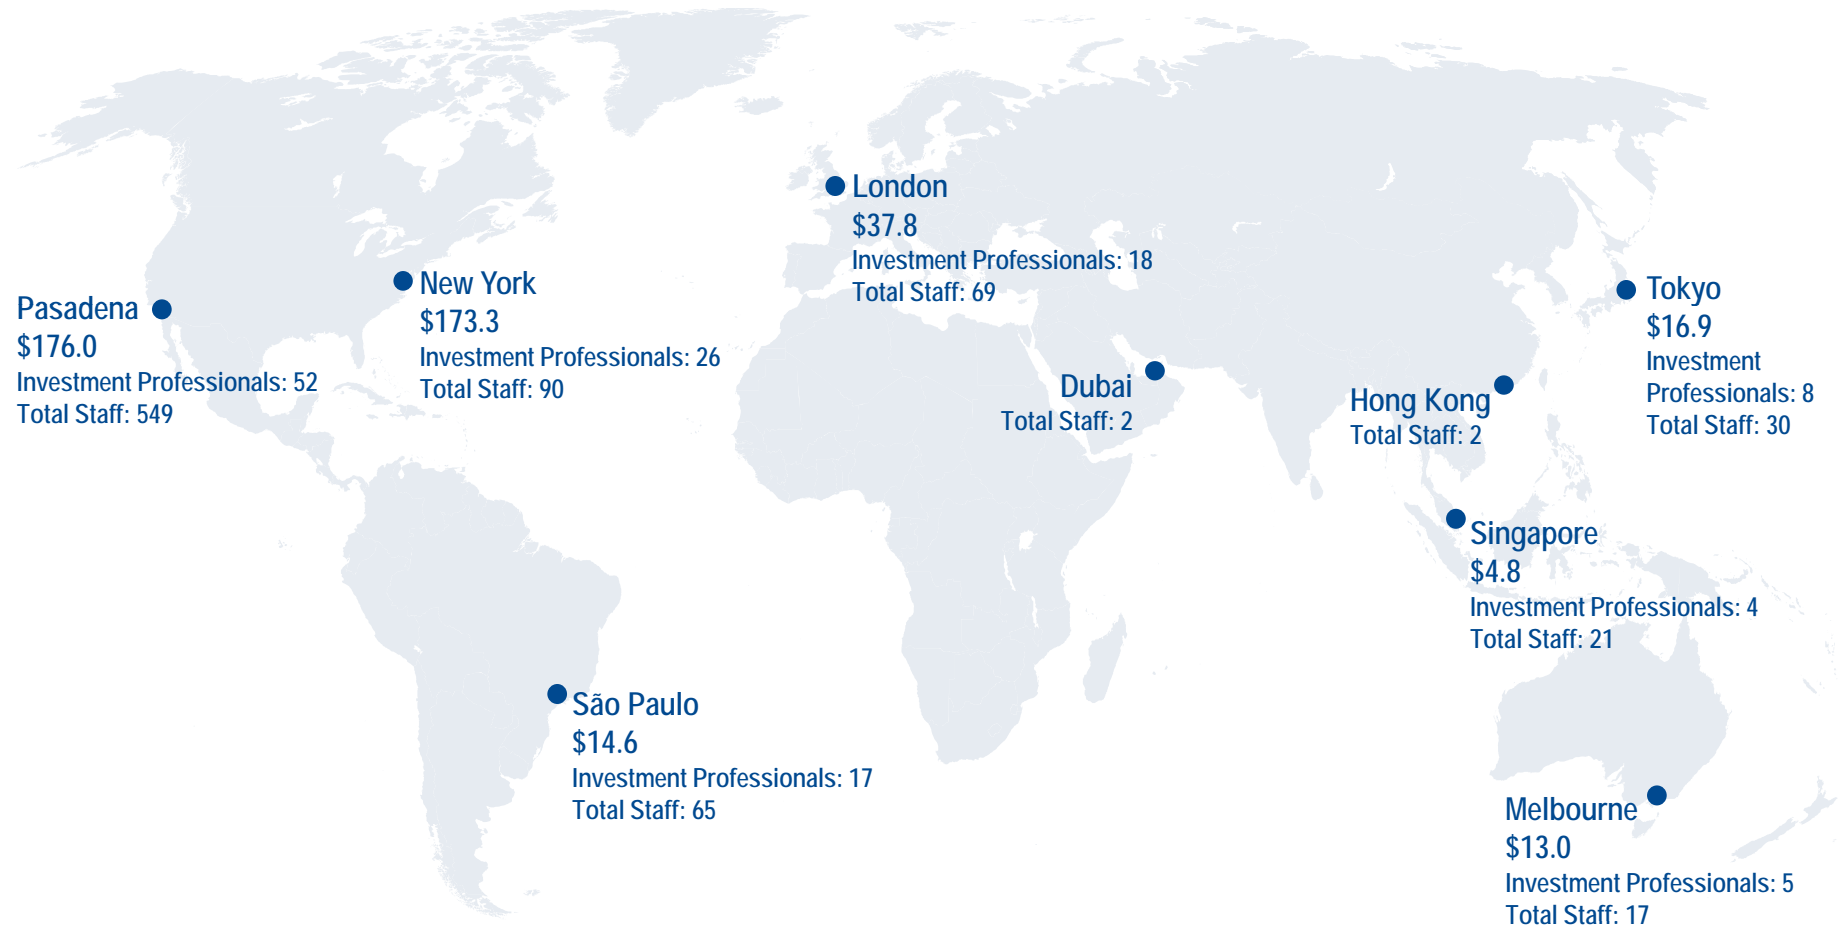 London
$37.8
Investment Professionals: 18
Total Staff: 69
New York
$173.3
Investment Professionals: 26
Total Staff: 90
Pasadena
$176.0
Investment Professionals: 52
Total Staff: 549
Tokyo
$16.9
Investment
Professionals: 8
Total Staff: 30
Dubai
Total Staff: 2
Hong Kong
Total Staff: 2
Singapore
$4.8
Investment Professionals: 4
Total Staff: 21
São Paulo
$14.6
Investment Professionals: 17
Total Staff: 65
Melbourne
$13.0
Investment Professionals: 5
Total Staff: 17